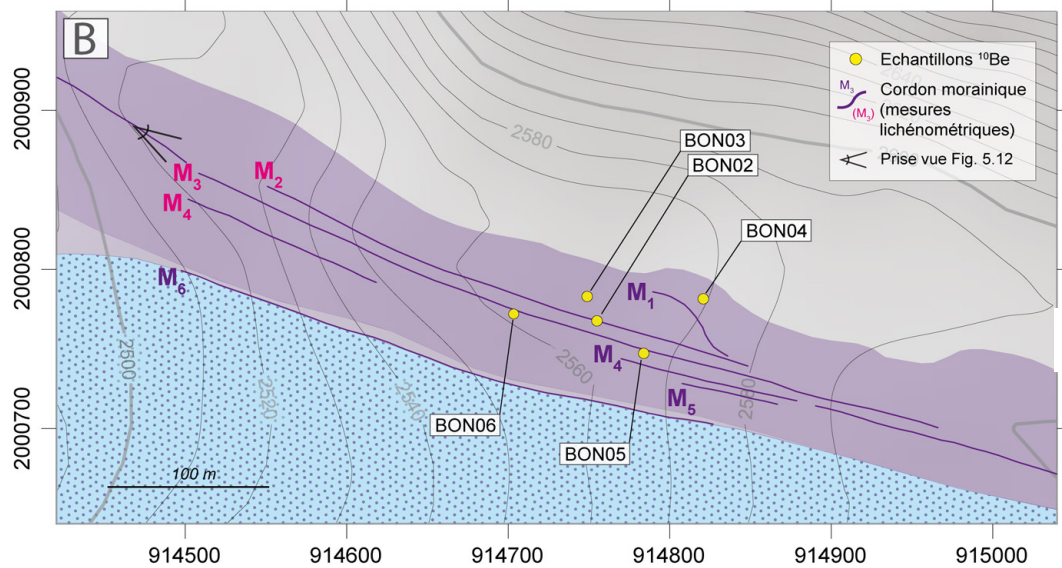 B
Echantillons ¹⁰Be
M₃
(M₃)
Cordon morainique
(mesures
lichénométriques)
Prise vue Fig. 5.12
2640
2580
BON03
BON02
BON04
M₃
M₂
M₄
M₁
M₆
M₄
M₅
2500
2520
2540
2560
2580
BON06
BON05
100 m
2000900
2000800
2000700
914500
914600
914700
914800
914900
915000